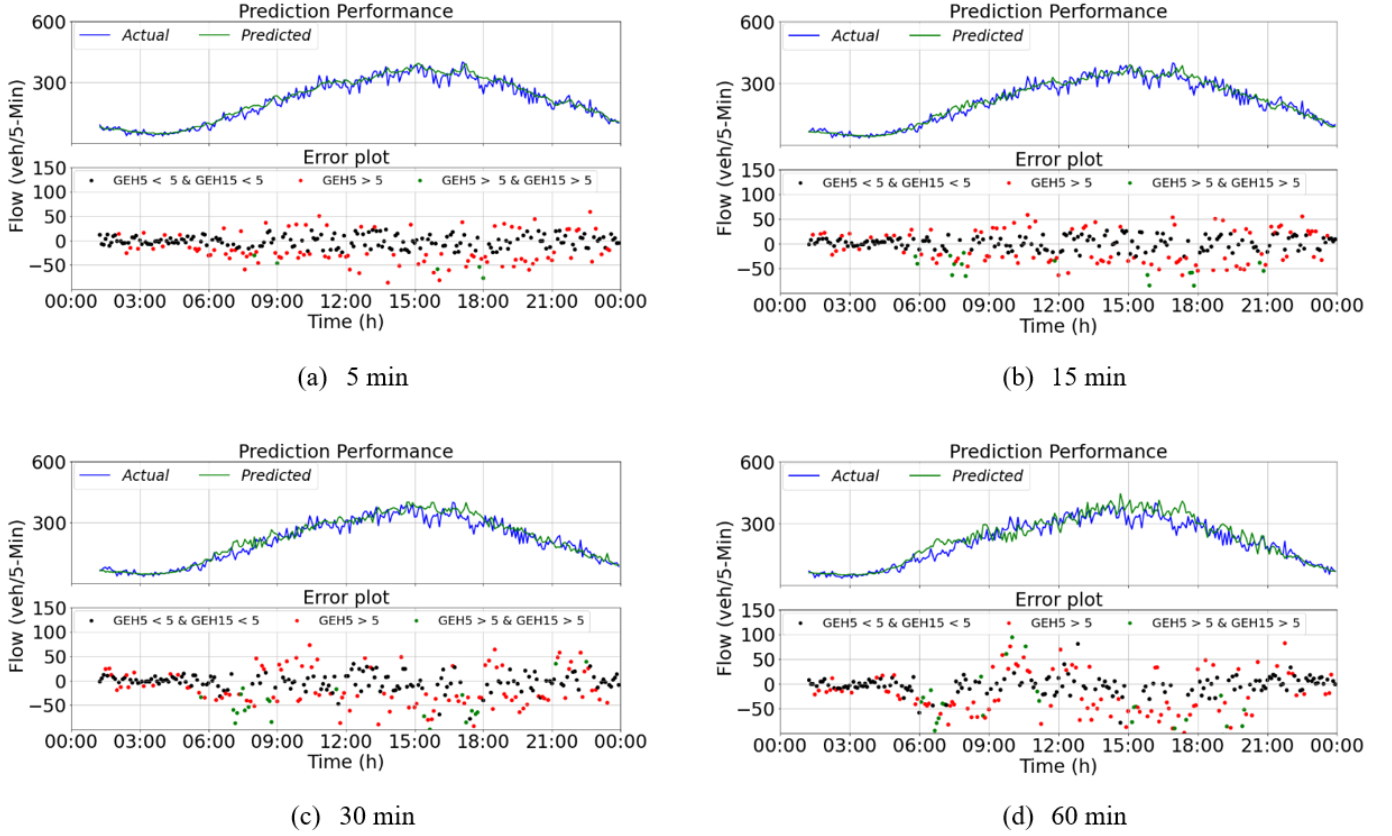 Prediction Performance
600
Actual Predicted
300
Flow (veh/5-Min)
Error plot
150
GEH5 < 5 & GEH15 < 5 GEH5 > 5 GEH5 > 5 & GEH15 > 5
100
50
0
−50
00:00 03:00 06:00 09:00 12:00 15:00 18:00 21:00 00:00
Time (h)
(a) 5 min
Prediction Performance
600
Actual Predicted
300
Flow (veh/5-Min)
Error plot
150
GEH5 < 5 & GEH15 < 5 GEH5 > 5 GEH5 > 5 & GEH15 > 5
100
50
0
−50
00:00 03:00 06:00 09:00 12:00 15:00 18:00 21:00 00:00
Time (h)
(b) 15 min
Prediction Performance
600
Actual Predicted
300
Flow (veh/5-Min)
Error plot
150
GEH5 < 5 & GEH15 < 5 GEH5 > 5 GEH5 > 5 & GEH15 > 5
100
50
0
−50
00:00 03:00 06:00 09:00 12:00 15:00 18:00 21:00 00:00
Time (h)
(c) 30 min
Prediction Performance
600
Actual Predicted
300
Flow (veh/5-Min)
Error plot
150
GEH5 < 5 & GEH15 < 5 GEH5 > 5 GEH5 > 5 & GEH15 > 5
100
50
0
−50
00:00 03:00 06:00 09:00 12:00 15:00 18:00 21:00 00:00
Time (h)
(d) 60 min